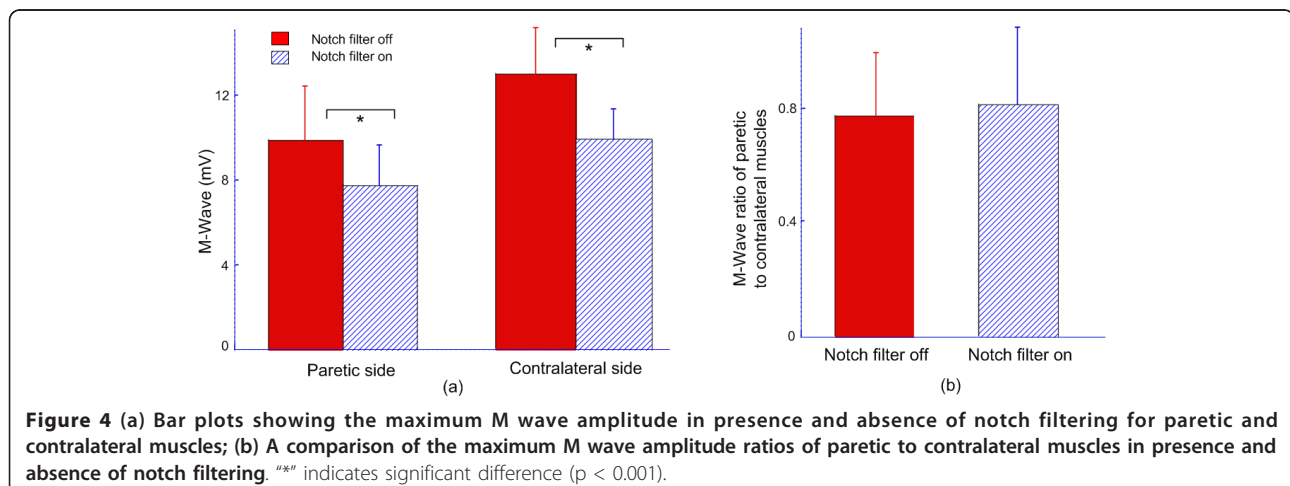 Notch filter off
Notch filter on
*
*
12
8
4
0
M-Wave (mV)
Paretic side
Contralateral side
(a)
0.8
0.4
0
M-Wave ratio of paretic
to contralateral muscles
Notch filter off
Notch filter on
(b)
Figure 4 (a) Bar plots showing the maximum M wave amplitude in presence and absence of notch filtering for paretic and
contralateral muscles; (b) A comparison of the maximum M wave amplitude ratios of paretic to contralateral muscles in presence and
absence of notch filtering. “*” indicates significant difference (p < 0.001).